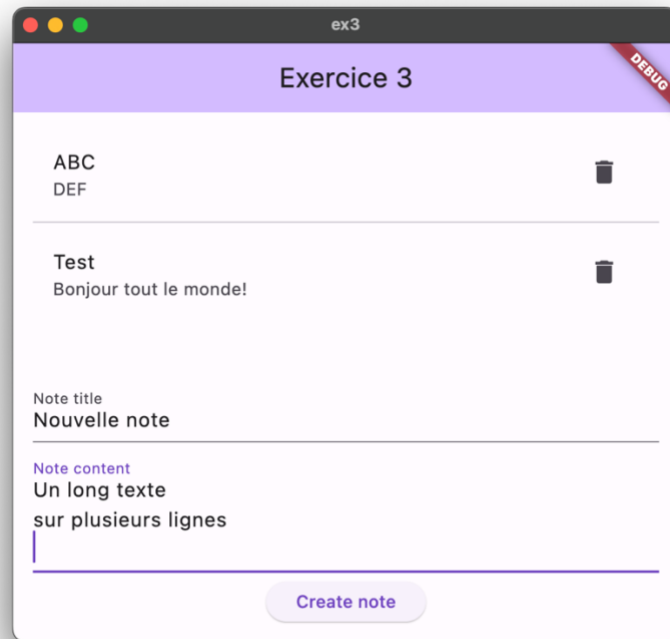 ex3
Exercice 3
DEBUG
ABC
DEF
Test
Bonjour tout le monde!
Note title
Nouvelle note
Note content
Un long texte
sur plusieurs lignes
Create note